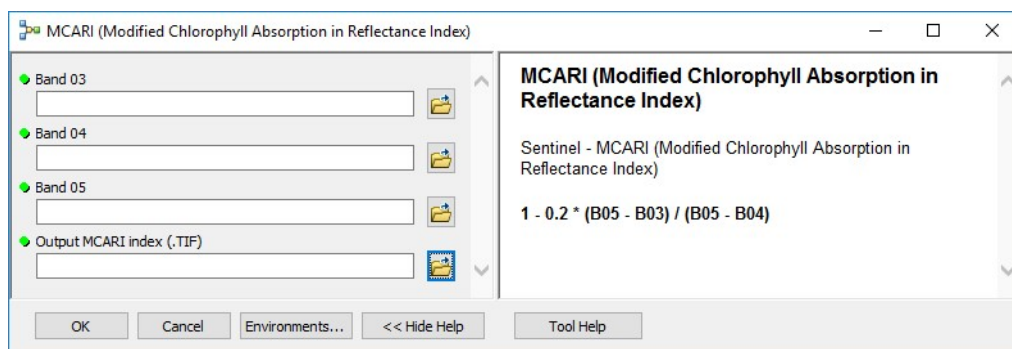 MCARI (Modified Chlorophyll Absorption in Reflectance Index)
Band 03
Band 04
Band 05
Output MCARI index (.TIF)
MCARI (Modified Chlorophyll Absorption in
Reflectance Index)
Sentinel - MCARI (Modified Chlorophyll Absorption in
Reflectance Index)
1 - 0.2 * (B05 - B03) / (B05 - B04)
OK
Cancel
Environments...
<< Hide Help
Tool Help